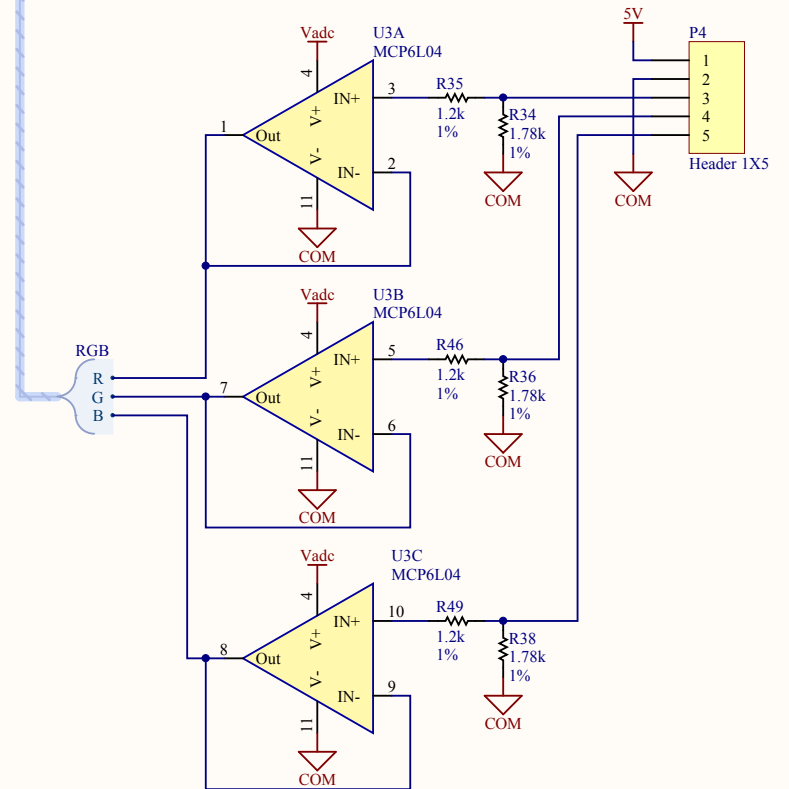 5V
P4
1
2
3
4
5
Header 1X5
COM
Vadc
U3A
MCP6L04
4
V+
IN+
3
R35
1.2k
1%
R34
1.78k
1%
COM
1
Out
V-
IN-
2
11
COM
Vadc
U3B
MCP6L04
4
V+
IN+
5
R46
1.2k
1%
R36
1.78k
1%
COM
RGB
R
G
B
7
Out
V-
IN-
6
11
COM
Vadc
U3C
MCP6L04
4
V+
IN+
10
R49
1.2k
1%
R38
1.78k
1%
COM
8
Out
V-
IN-
9
11
COM